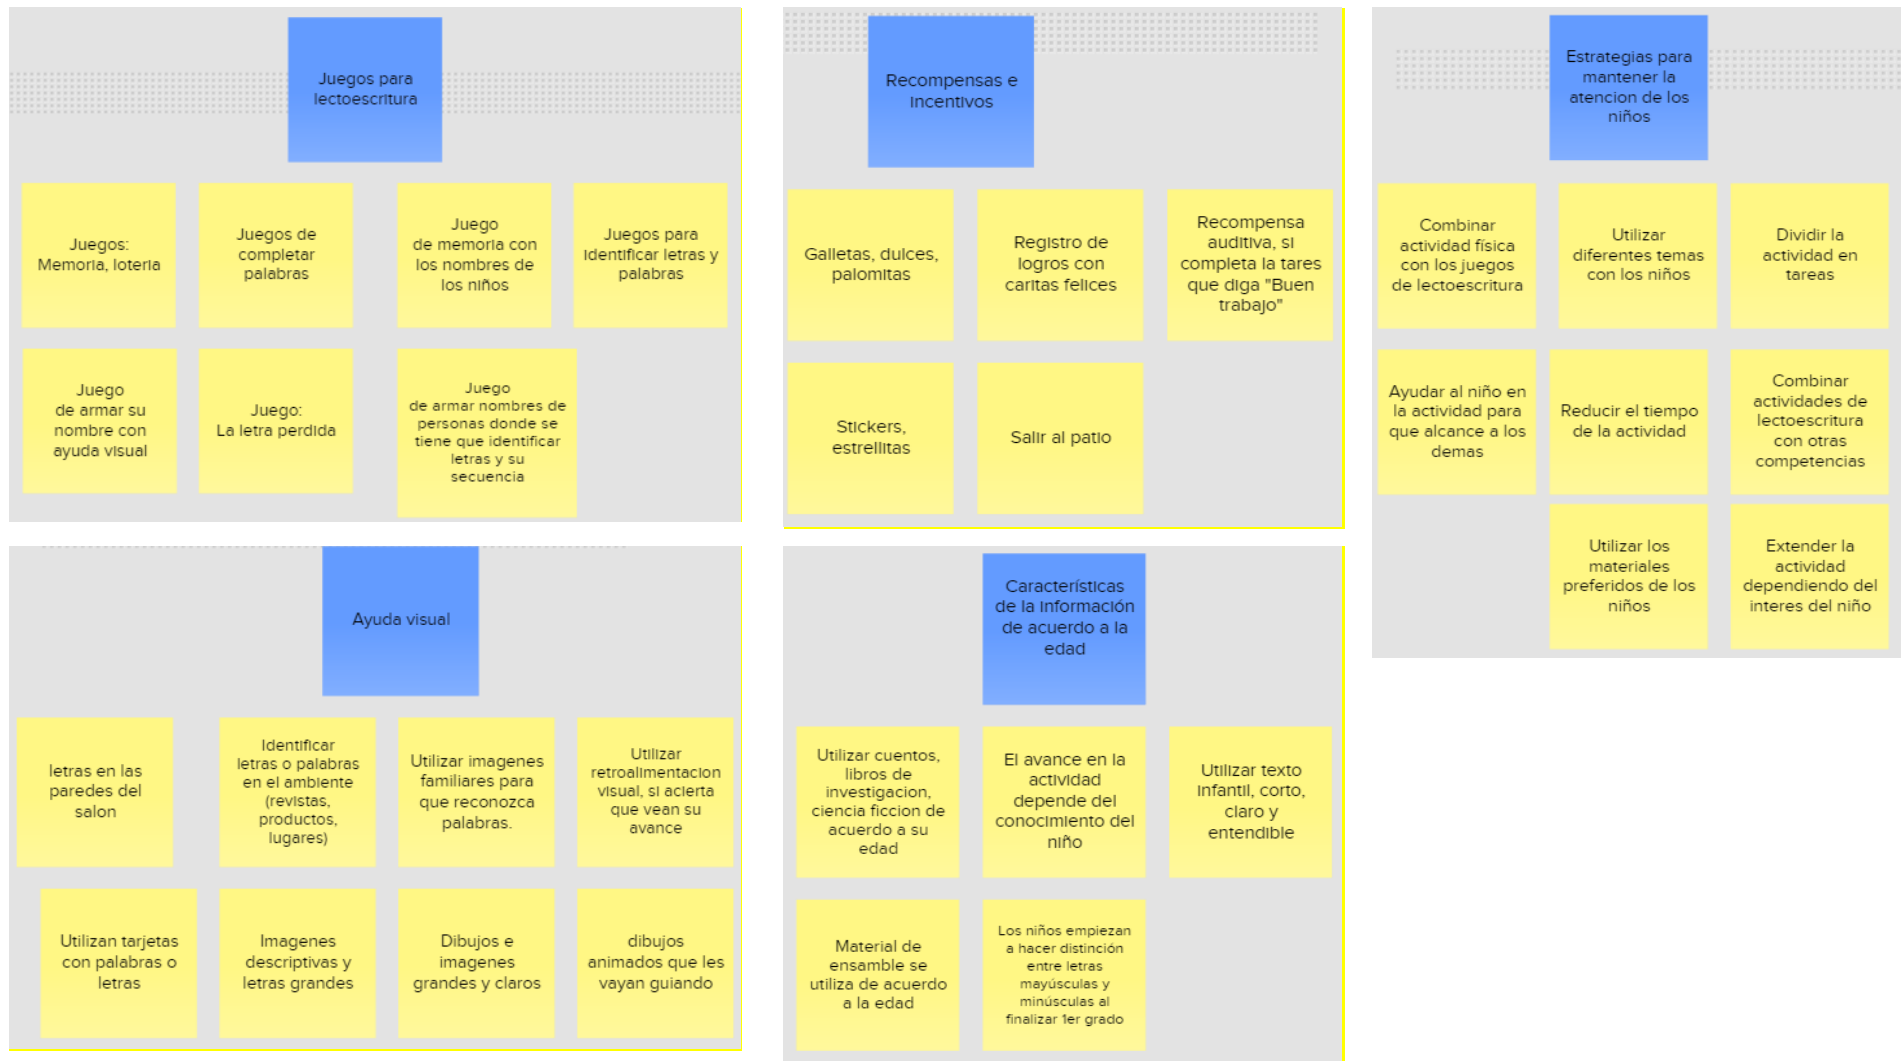 Juegos para
lectoescritura
Juegos:
Memoria, loteria
Juegos de
completar
palabras
Juego
de memoria con
los nombres de
los niños
Juegos para
identificar letras y
palabras
Juego
de armar su
nombre con
ayuda visual
Juego:
La letra perdida
Juego
de armar nombres de
personas donde se
tiene que identificar
letras y su
secuencia
Recompensas e
incentivos
Galletas, dulces,
palomitas
Registro de
logros con
caritas felices
Recompensa
auditiva, si
completa la tares
que diga "Buen
trabajo"
Stickers,
estrellitas
Salir al patio
Estrategias para
mantener la
atencion de los
niños
Combinar
actividad física
con los juegos
de lectoescritura
Utilizar
diferentes temas
con los niños
Dividir la
actividad en
tareas
Ayudar al niño en
la actividad para
que alcance a los
demas
Reducir el tiempo
de la actividad
Combinar
actividades de
lectoescritura
con otras
competencias
Utilizar los
materiales
preferidos de los
niños
Extender la
actividad
dependiendo del
interes del niño
Ayuda visual
letras en las
paredes del
salon
Identificar
letras o palabras
en el ambiente
(revistas,
productos,
lugares)
Utilizar imagenes
familiares para
que reconozca
palabras.
Utilizar
retroalimentacion
visual, si acierta
que vean su
avance
Utilizan tarjetas
con palabras o
letras
Imagenes
descriptivas y
letras grandes
Dibujos e
imagenes
grandes y claros
dibujos
animados que les
vayan guiando
Características
de la información
de acuerdo a la
edad
Utilizar cuentos,
libros de
investigacion,
ciencia ficcion de
acuerdo a su
edad
El avance en la
actividad
depende del
conocimiento del
niño
Utilizar texto
infantil, corto,
claro y
entendible
Material de
ensamble se
utiliza de acuerdo
a la edad
Los niños empiezan
a hacer distinción
entre letras
mayúsculas y
minúsculas al
finalizar 1er grado